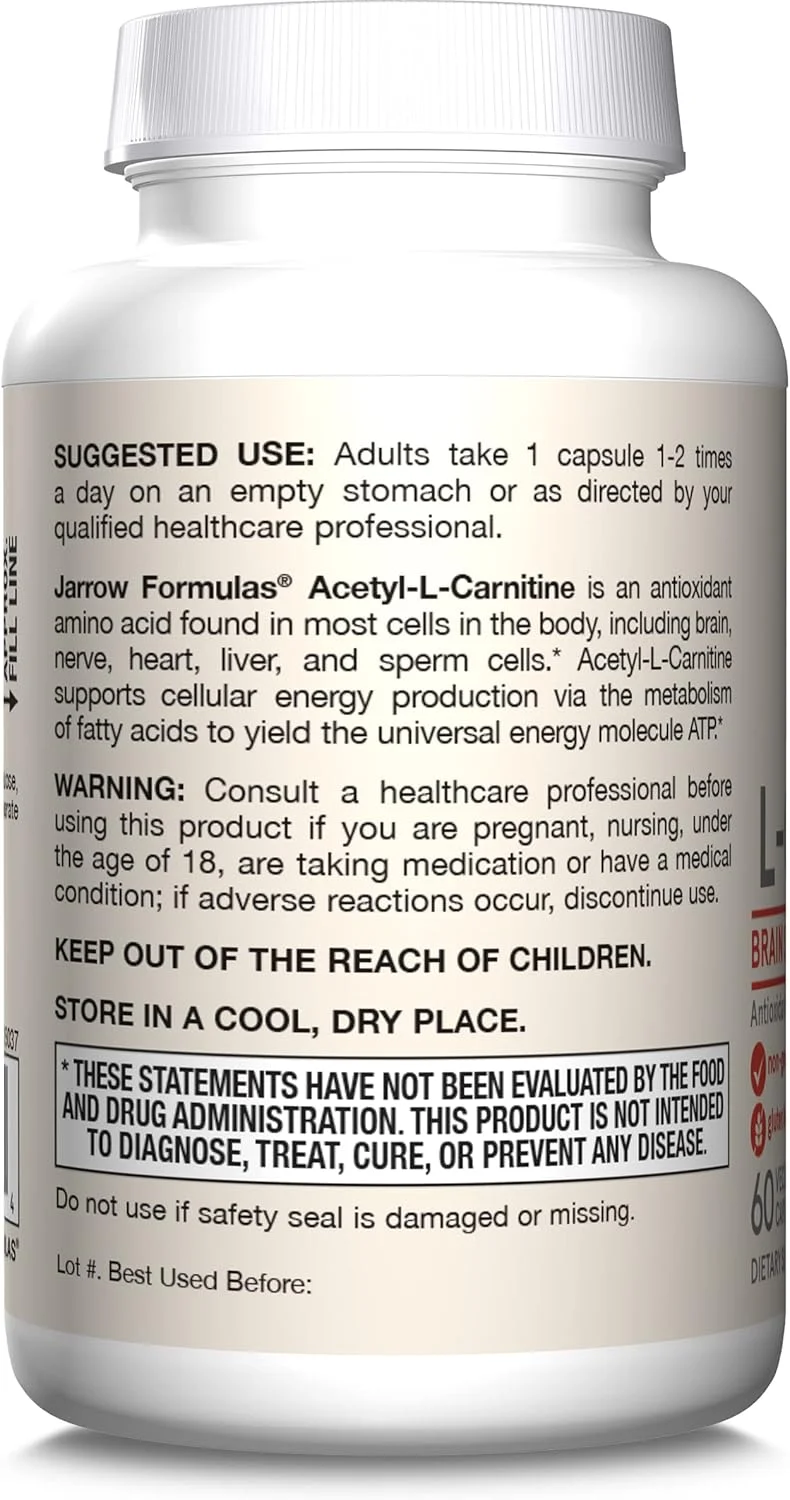 SUGGESTED USE: Adults take 1 capsule 1-2 times
a day on an empty stomach or as directed by your
qualified healthcare professional.
Jarrow Formulas® Acetyl-L-Carnitine is an antioxidant
amino acid found in most cells in the body, including brain,
nerve, heart, liver, and sperm cells.* Acetyl-L-Carnitine
supports cellular energy production via the metabolism
of fatty acids to yield the universal energy molecule ATP.*
WARNING: Consult a healthcare professional before
using this product if you are pregnant, nursing, under
the age of 18, are taking medication or have a medical
condition; if adverse reactions occur, discontinue use.
KEEP OUT OF THE REACH OF CHILDREN.
STORE IN A COOL, DRY PLACE.
* THESE STATEMENTS HAVE NOT BEEN EVALUATED BY THE FOOD
AND DRUG ADMINISTRATION. THIS PRODUCT IS NOT INTENDED
TO DIAGNOSE, TREAT, CURE, OR PREVENT ANY DISEASE.
Do not use if safety seal is damaged or missing.
Lot #. Best Used Before:
FILL LINE
L-
BRAIN
60